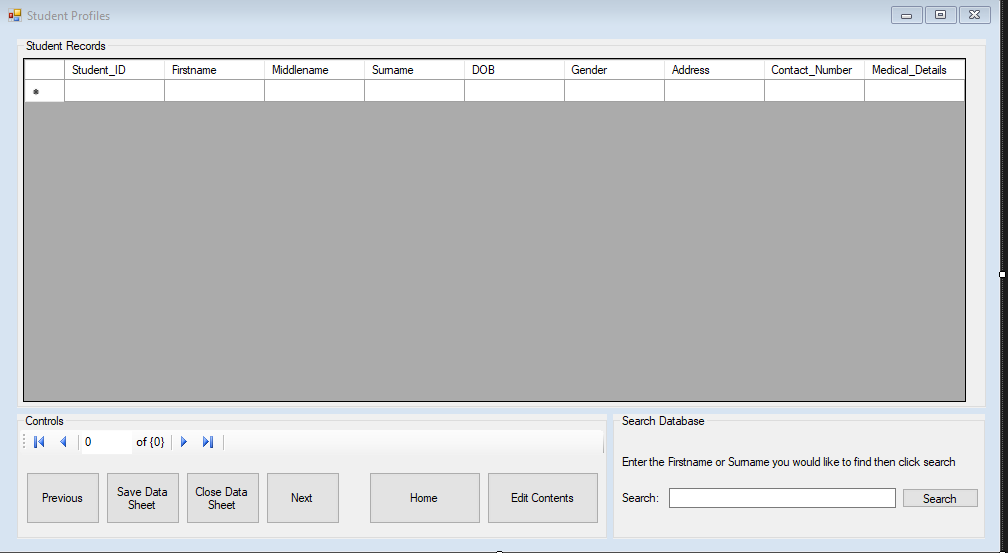 Student Profiles
Student Records
Student_ID Firstname Middlename Surname DOB Gender Address Contact_Number Medical_Details
*
Controls
0 of {0}
Previous
Save Data
Sheet
Close Data
Sheet
Next
Home
Edit Contents
Search Database
Enter the Firstname or Surname you would like to find then click search
Search:
Search